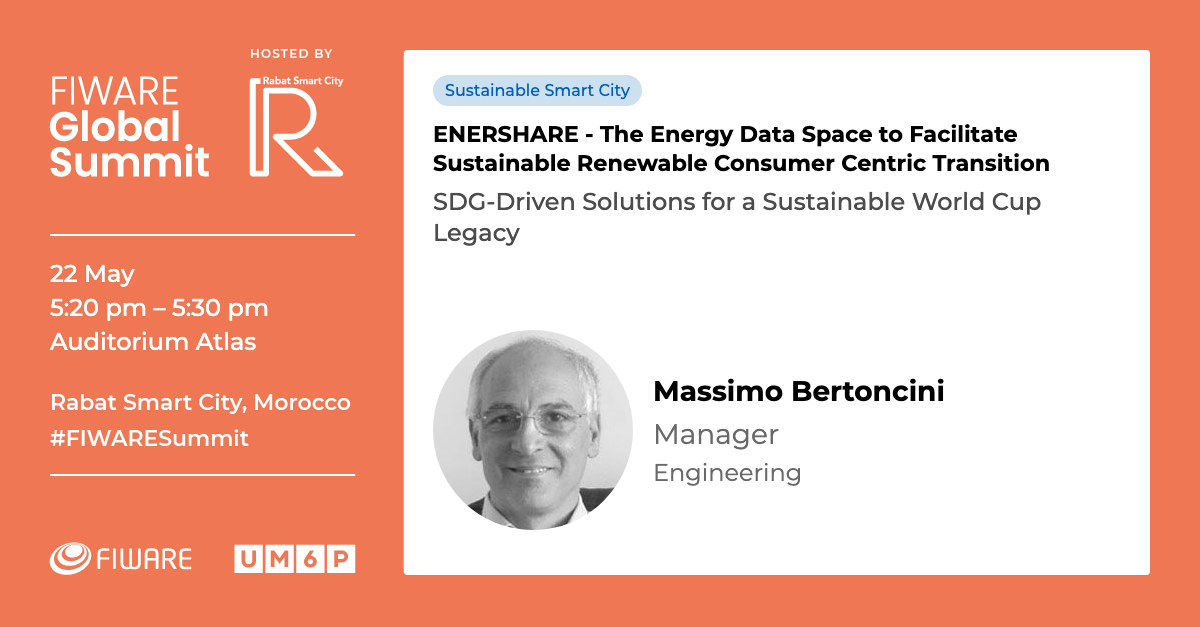 FIWARE
Global
Summit
HOSTED BY
Rabat Smart City
R
22 May
5:20 pm – 5:30 pm
Auditorium Atlas
Rabat Smart City, Morocco
#FIWARESummit
FIWARE
UM6P
Sustainable Smart City
ENERSHARE - The Energy Data Space to Facilitate
Sustainable Renewable Consumer Centric Transition
SDG-Driven Solutions for a Sustainable World Cup
Legacy
Massimo Bertoncini
Manager
Engineering